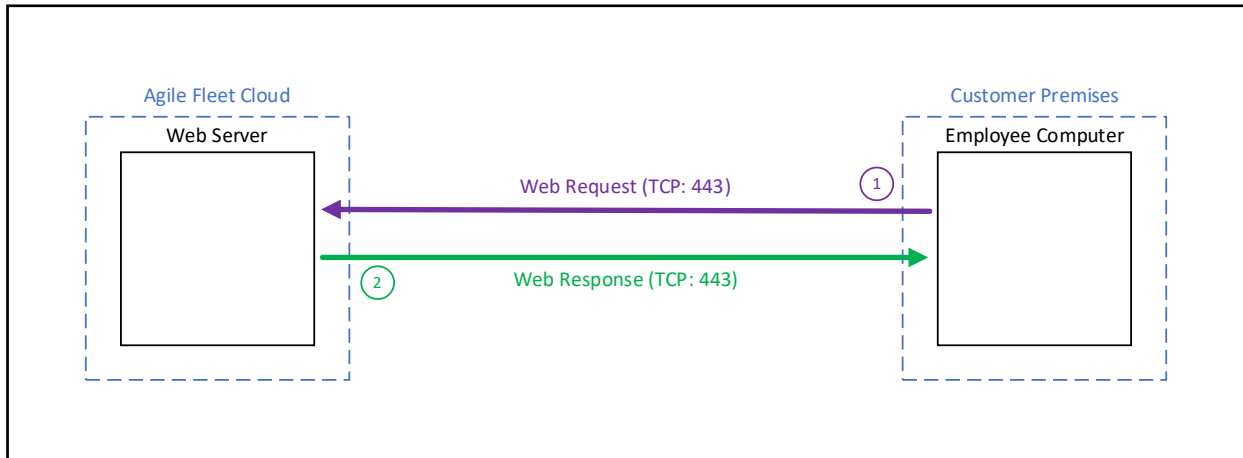 Agile Fleet Cloud
Customer Premises
Web Server
Employee Computer
Web Request (TCP: 443)
1
2
Web Response (TCP: 443)